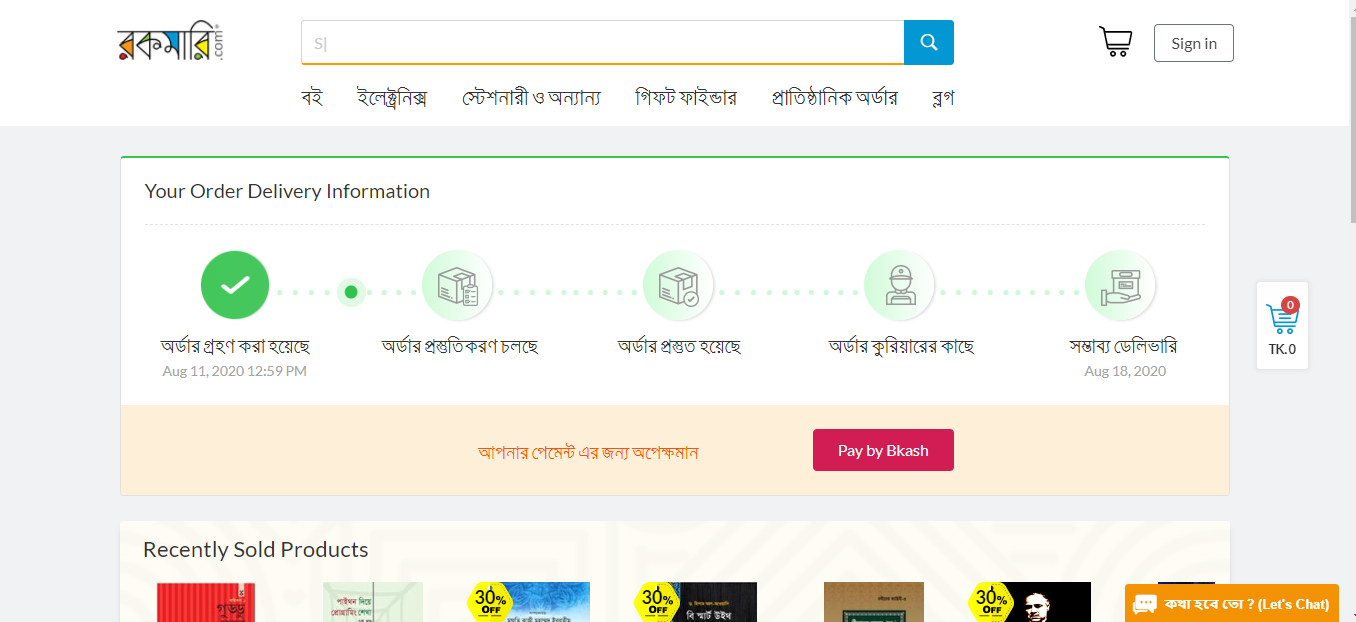 রকমারি.com
S|
Sign in
বই ইলেক্ট্রনিক্স স্টেশনারী ও অন্যান্য গিফট ফাইন্ডার প্রাতিষ্ঠানিক অর্ডার ব্লগ
Your Order Delivery Information
অর্ডার গ্রহণ করা হয়েছে অর্ডার প্রস্তুতিকরণ চলছে অর্ডার প্রস্তুত হয়েছে অর্ডার কুরিয়ারের কাছে সম্ভাব্য ডেলিভারি
Aug 11, 2020 12:59 PM Aug 18, 2020
0
TK.0
আপনার পেমেন্ট এর জন্য অপেক্ষমান Pay by Bkash
Recently Sold Products
30% OFF
30% OFF
30% OFF
পাইথন দিয়ে
প্রোগ্রামিং শেখা
বি স্মার্ট উইথ
কথা হবে তো ? (Let's Chat)